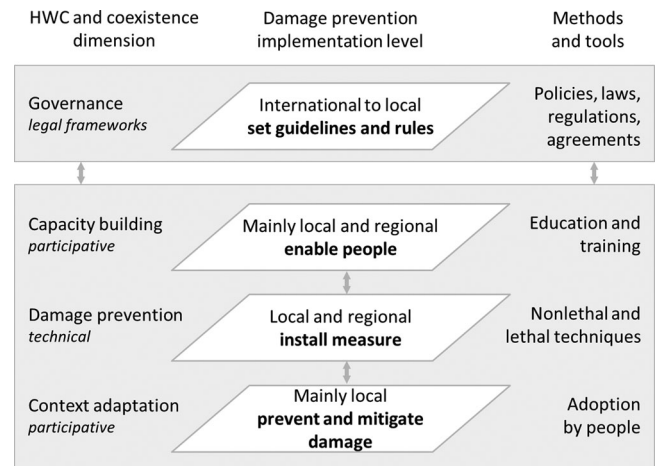 HWC and coexistence
dimension
Damage prevention
implementation level
Methods
and tools
Governance
legal frameworks
International to local
set guidelines and rules
Policies, laws,
regulations,
agreements
Capacity building
participative
Mainly local and regional
enable people
Education and
training
Damage prevention
technical
Local and regional
install measure
Nonlethal and
lethal techniques
Context adaptation
participative
Mainly local
prevent and mitigate
damage
Adoption
by people